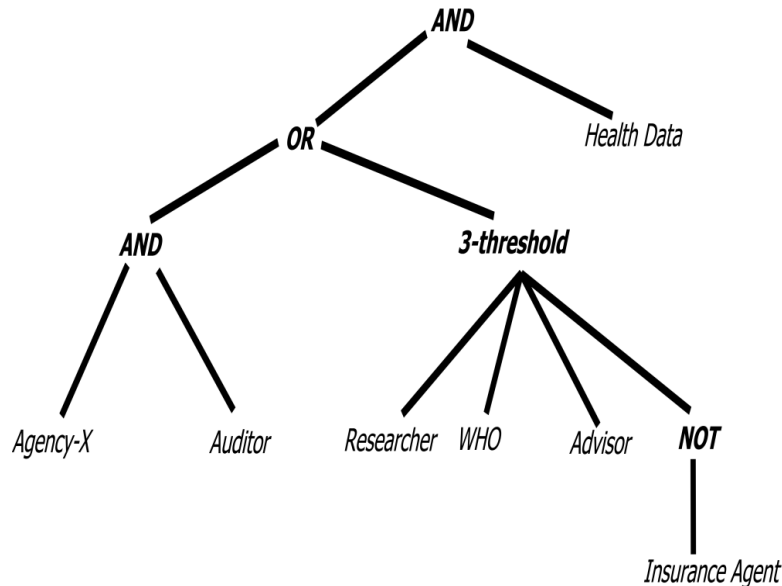 AND
OR
Health Data
AND
3-threshold
Agency-X
Auditor
Researcher
WHO
Advisor
NOT
Insurance Agent